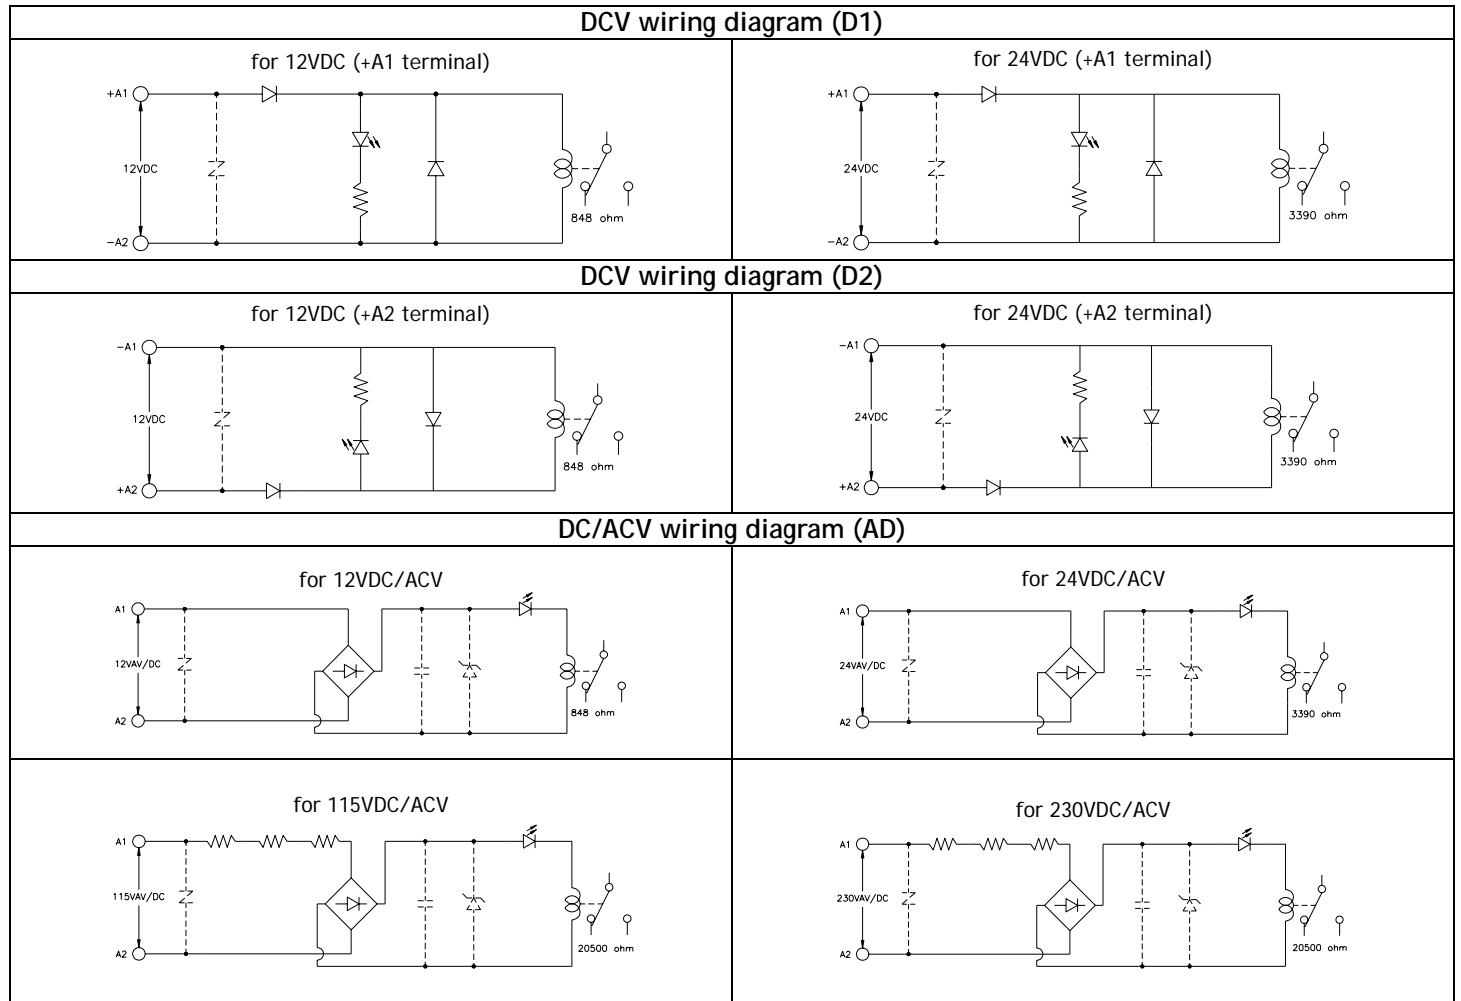 DCV wiring diagram (D1)
for 12VDC (+A1 terminal)
+A1
12VDC
848 ohm
−A2
for 24VDC (+A1 terminal)
+A1
24VDC
3390 ohm
−A2
DCV wiring diagram (D2)
for 12VDC (+A2 terminal)
−A1
12VDC
848 ohm
+A2
for 24VDC (+A2 terminal)
−A1
24VDC
3390 ohm
+A2
DC/ACV wiring diagram (AD)
for 12VDC/ACV
A1
12VAV/DC
848 ohm
A2
for 24VDC/ACV
A1
24VAV/DC
3390 ohm
A2
for 115VDC/ACV
A1
115VAV/DC
20500 ohm
A2
for 230VDC/ACV
A1
230VAV/DC
20500 ohm
A2